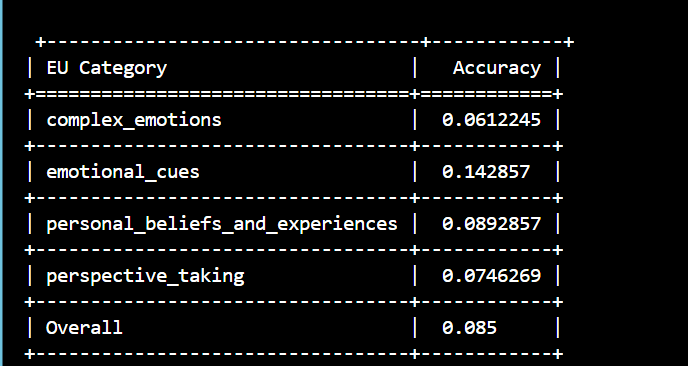 +----------------------------------+------------+
| EU Category                      |   Accuracy |
+==================================+============+
| complex_emotions                 |  0.0612245 |
+----------------------------------+------------+
| emotional_cues                   |  0.142857  |
+----------------------------------+------------+
| personal_beliefs_and_experiences |  0.0892857 |
+----------------------------------+------------+
| perspective_taking               |  0.0746269 |
+----------------------------------+------------+
| Overall                          |  0.085     |
+----------------------------------+------------+